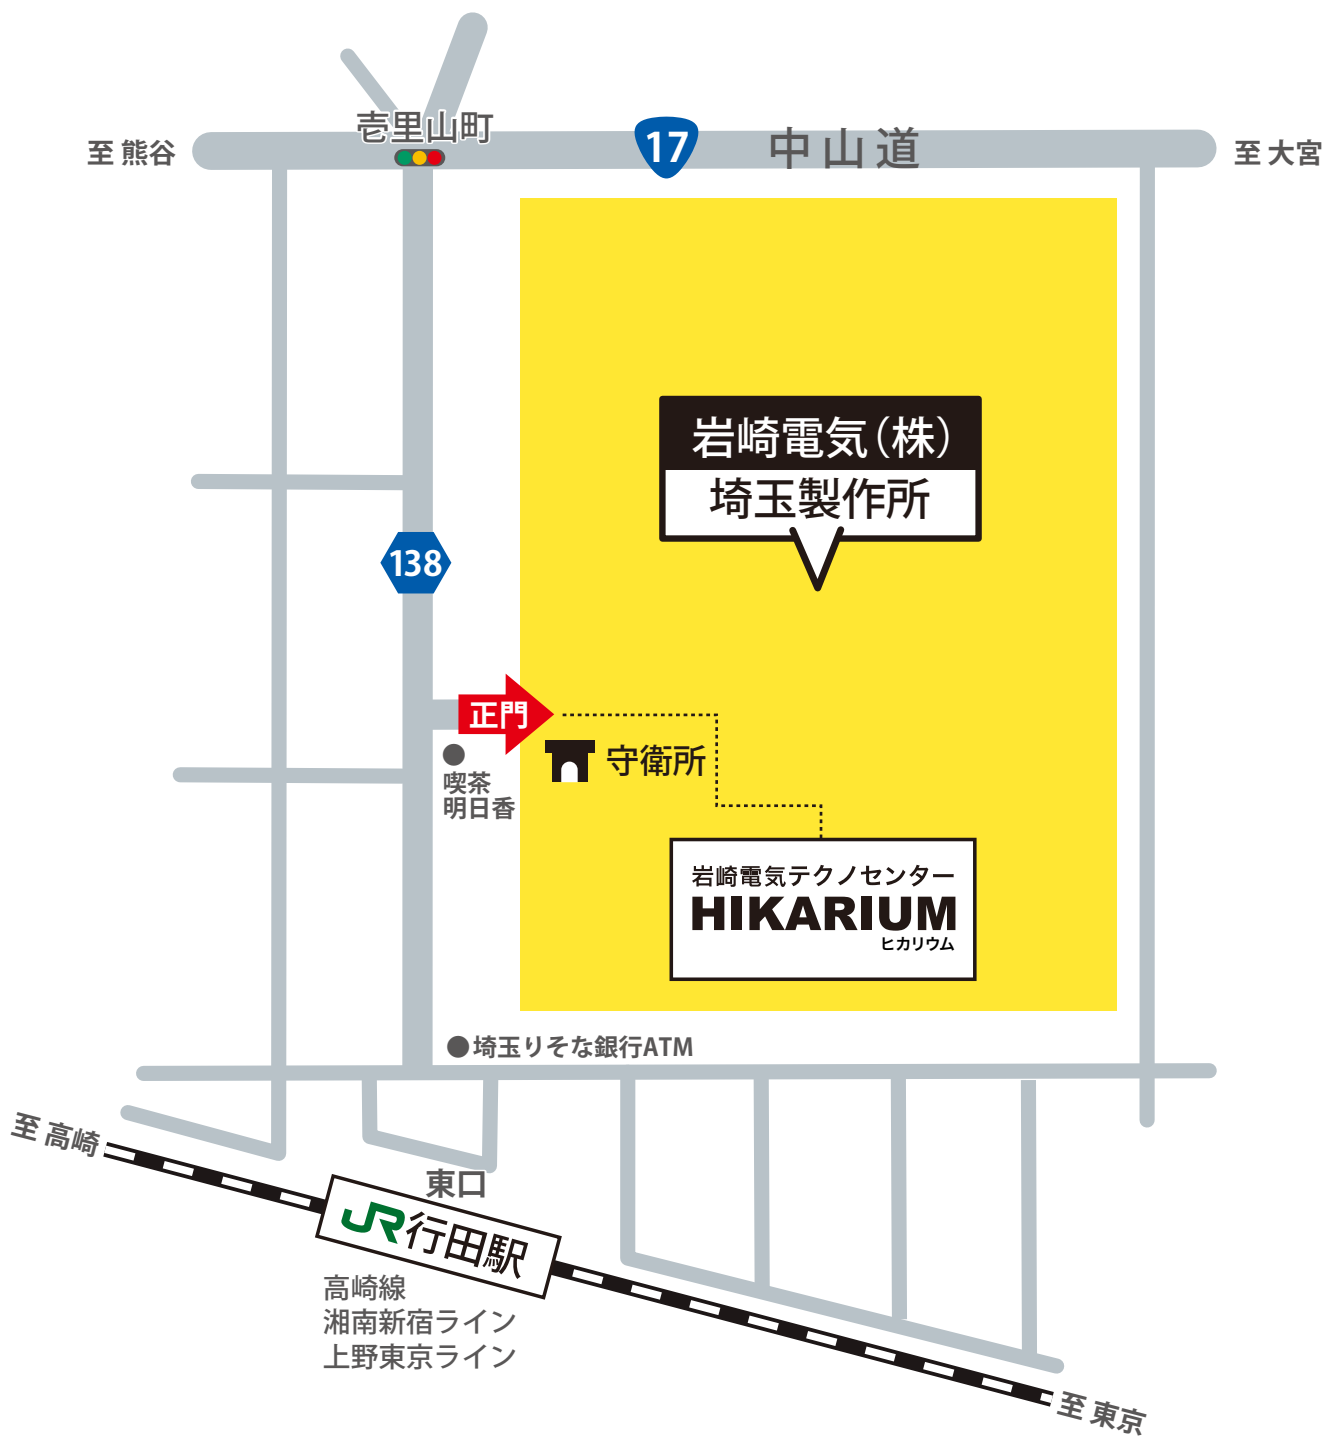 壱里山町
至 熊谷
17
中山道
至 大宮
岩崎電気（株）
埼玉製作所
138
正門
守衛所
喫茶
明日香
岩崎電気テクノセンター
HIKARIUM
ヒカリウム
埼玉りそな銀行ATM
至 高崎
東口
JR行田駅
高崎線
湘南新宿ライン
上野東京ライン
至 東京